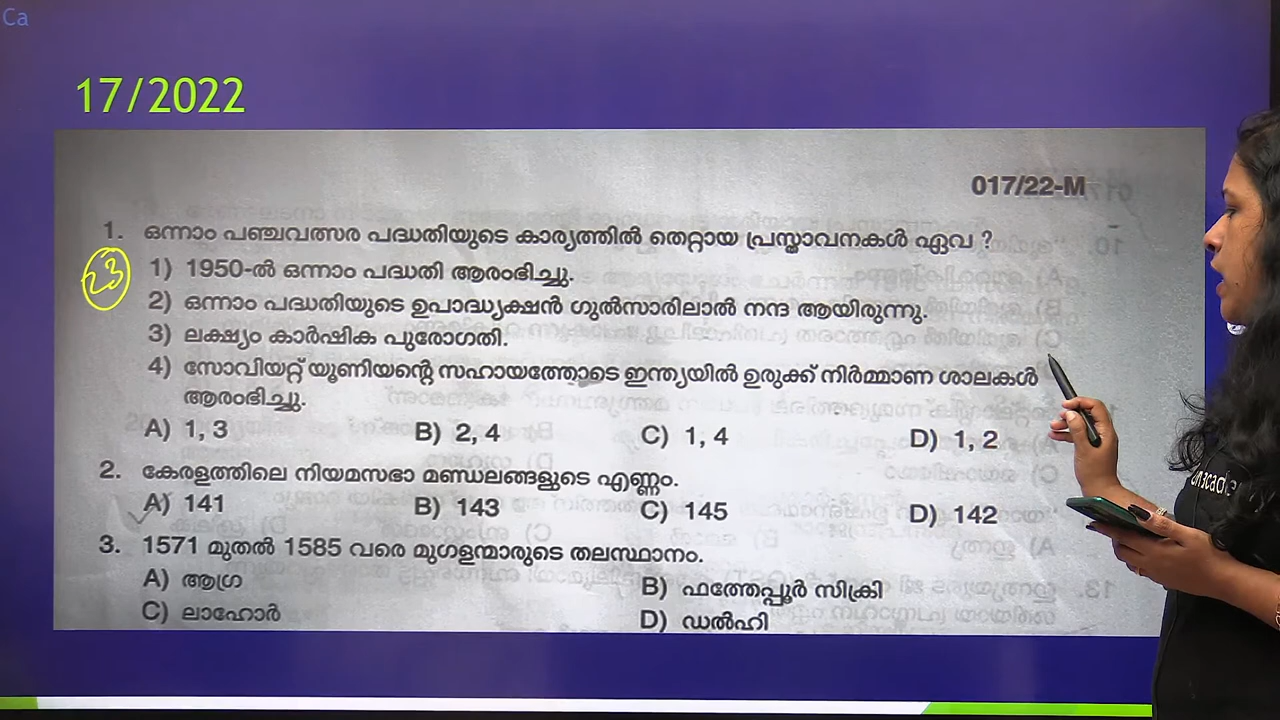 Ca
17/2022
017/22-M
1. ഒന്നാം പഞ്ചവത്സര പദ്ധതിയുടെ കാര്യത്തിൽ തെറ്റായ പ്രസ്താവനകൾ ഏവ ?
23
1) 1950-ൽ ഒന്നാം പദ്ധതി ആരംഭിച്ചു.
2) ഒന്നാം പദ്ധതിയുടെ ഉപാദ്ധ്യക്ഷൻ ഗുൽസാരിലാൽ നന്ദ ആയിരുന്നു.
3) ലക്ഷ്യം കാർഷിക പുരോഗതി.
4) സോവിയറ്റ് യൂണിയന്റെ സഹായത്തോടെ ഇന്ത്യയിൽ ഉരുക്ക് നിർമ്മാണ ശാലകൾ
ആരംഭിച്ചു.
A) 1, 3 B) 2, 4 C) 1, 4 D) 1, 2
2. കേരളത്തിലെ നിയമസഭാ മണ്ഡലങ്ങളുടെ എണ്ണം.
A) 141 B) 143 C) 145 D) 142
3. 1571 മുതൽ 1585 വരെ മുഗളന്മാരുടെ തലസ്ഥാനം.
A) ആഗ്ര B) ഫത്തേപ്പൂർ സിക്രി
C) ലാഹോർ D) ഡൽഹി